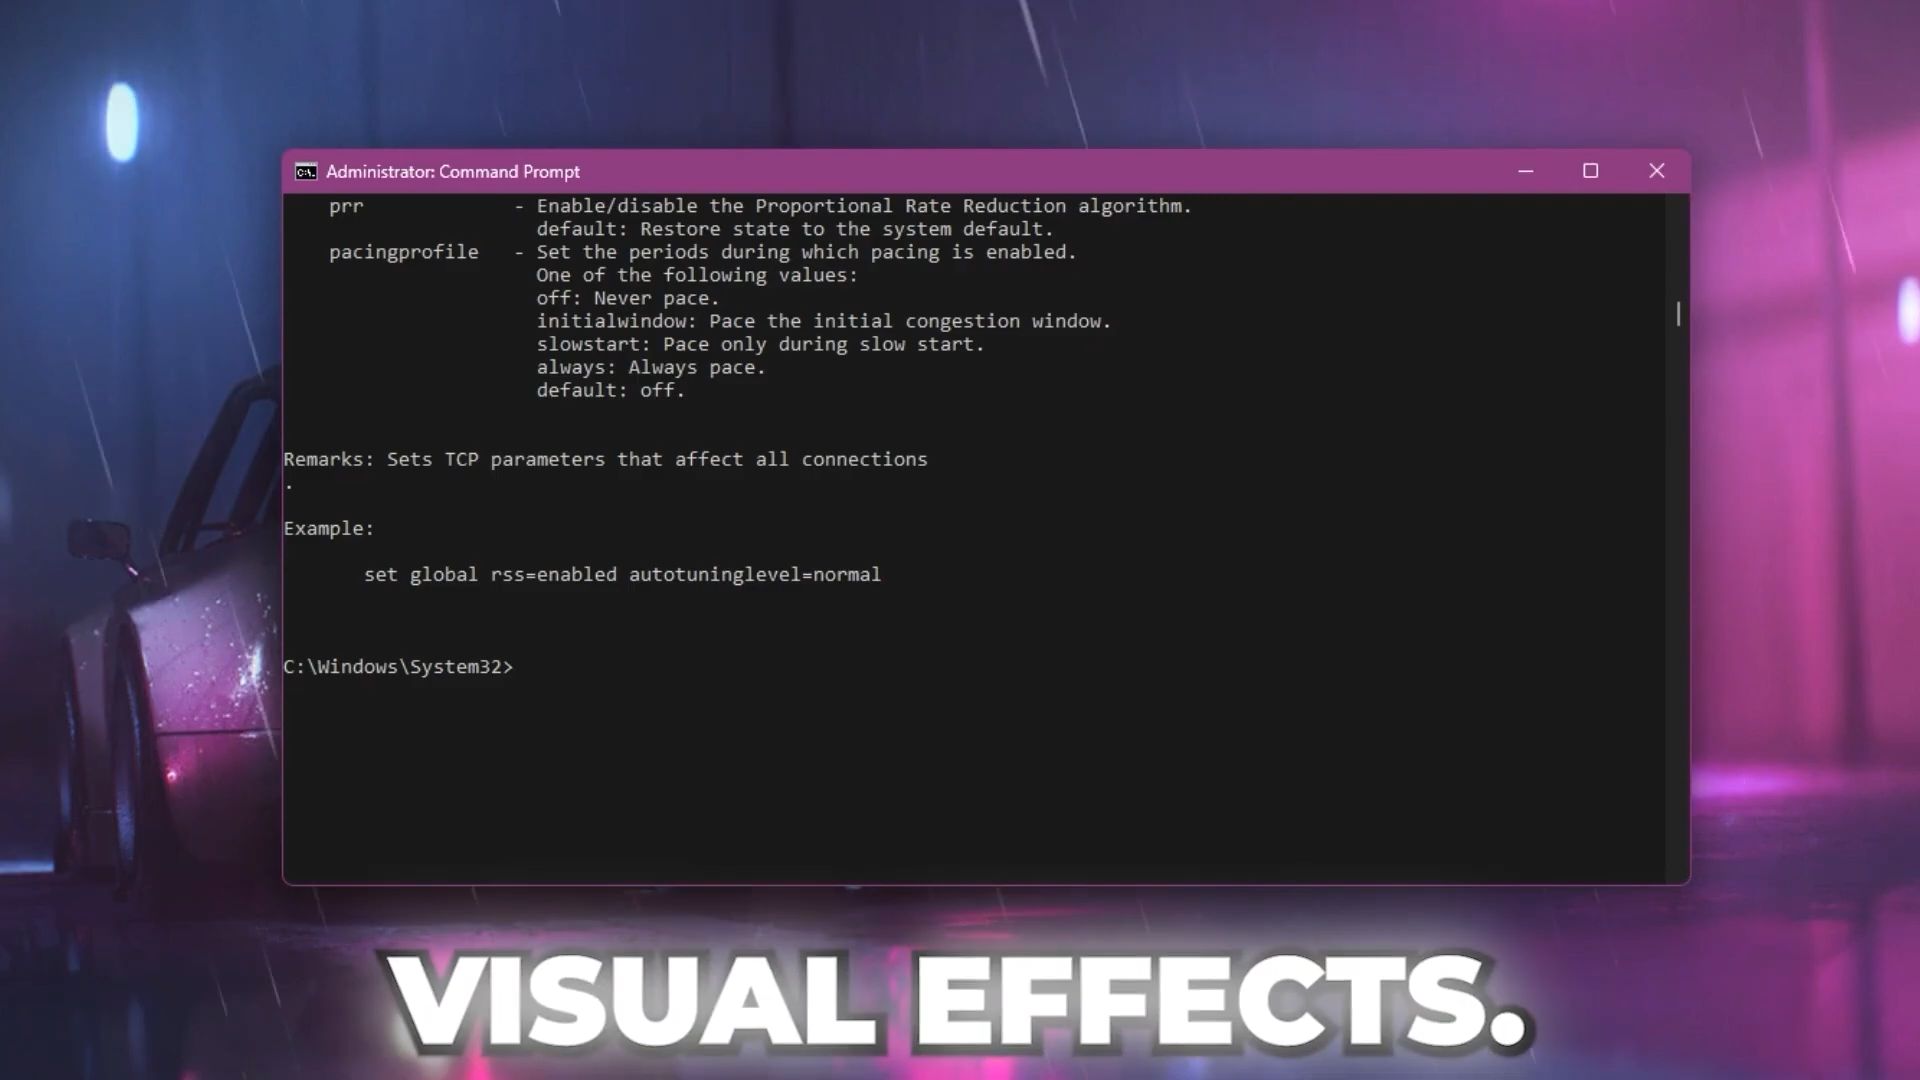 Administrator: Command Prompt
prr - Enable/disable the Proportional Rate Reduction algorithm.
default: Restore state to the system default.
pacingprofile - Set the periods during which pacing is enabled.
One of the following values:
off: Never pace.
initialwindow: Pace the initial congestion window.
slowstart: Pace only during slow start.
always: Always pace.
default: off.
Remarks: Sets TCP parameters that affect all connections
.
Example:
set global rss=enabled autotuninglevel=normal
C:\Windows\System32>
VISUAL EFFECTS.